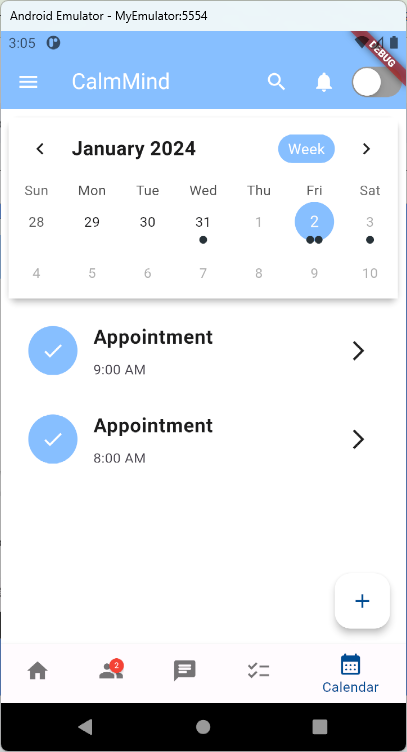 Android Emulator - MyEmulator:5554
3:05
DEBUG
CalmMind
January 2024
Week
Sun Mon Tue Wed Thu Fri Sat
28 29 30 31 1 2 3
4 5 6 7 8 9 10
Appointment
9:00 AM
Appointment
8:00 AM
+
2
Calendar